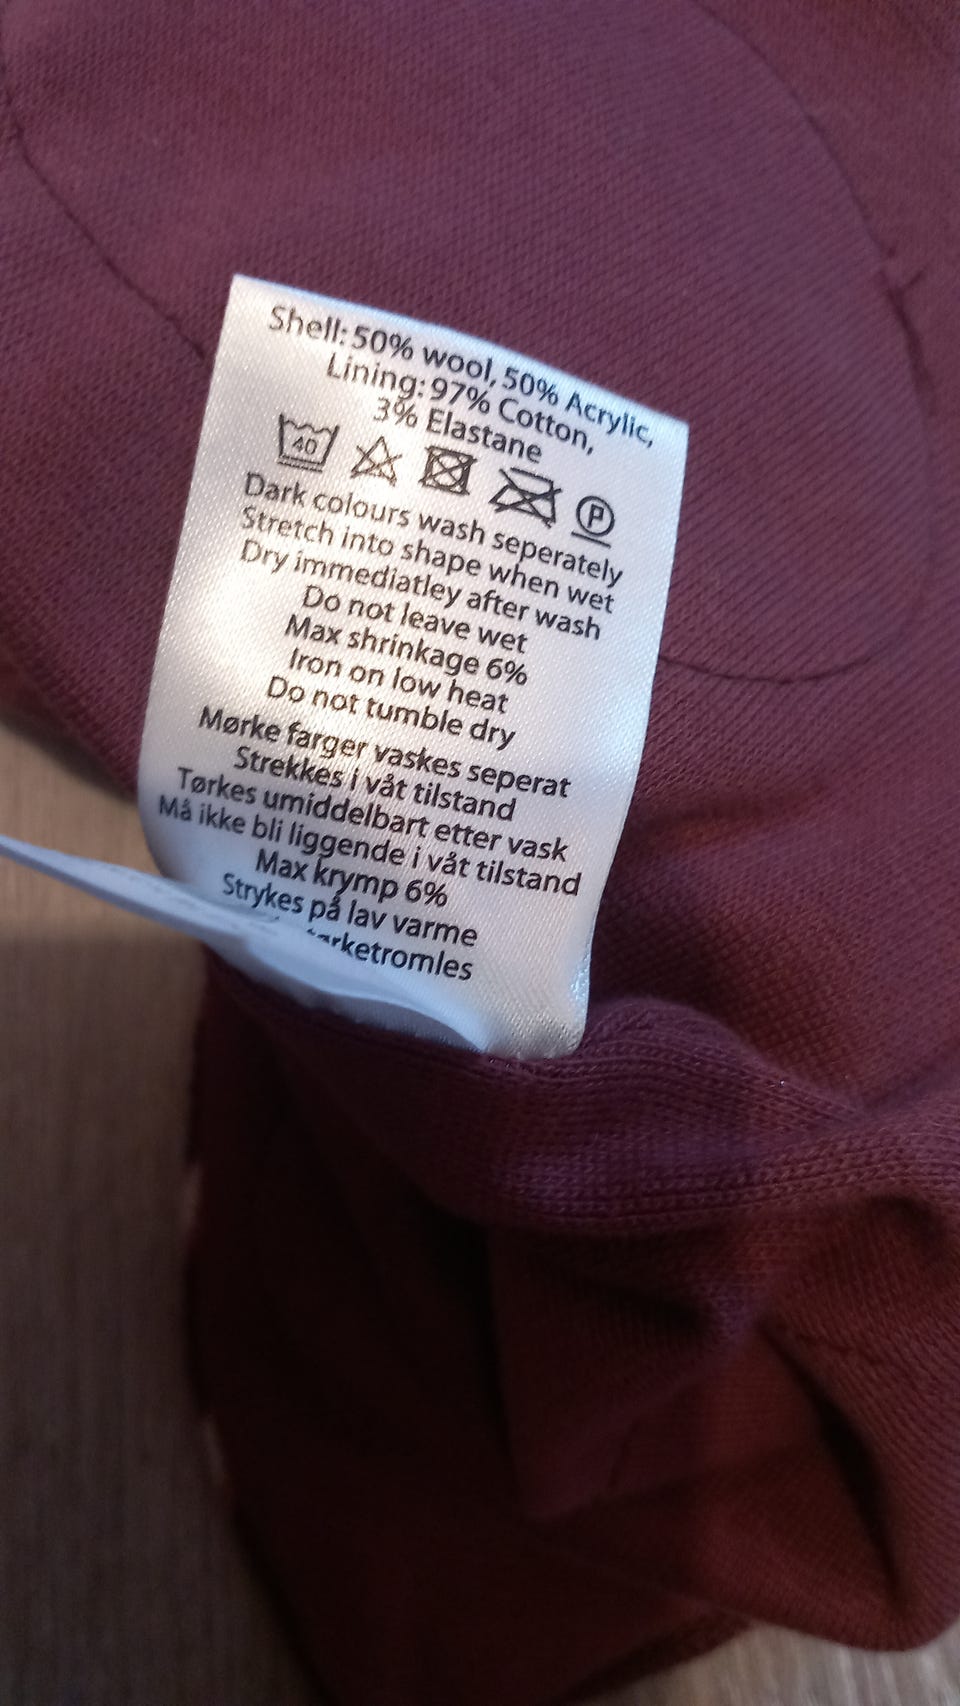 Shell: 50% wool, 50% Acrylic,
Lining: 97% Cotton,
3% Elastane
40 P
Dark colours wash seperately
Stretch into shape when wet
Dry immediatley after wash
Do not leave wet
Max shrinkage 6%
Iron on low heat
Do not tumble dry
Mørke farger vaskes seperat
Strekkes i våt tilstand
Tørkes umiddelbart etter vask
Må ikke bli liggende i våt tilstand
Max krymp 6%
Strykes på lav varme